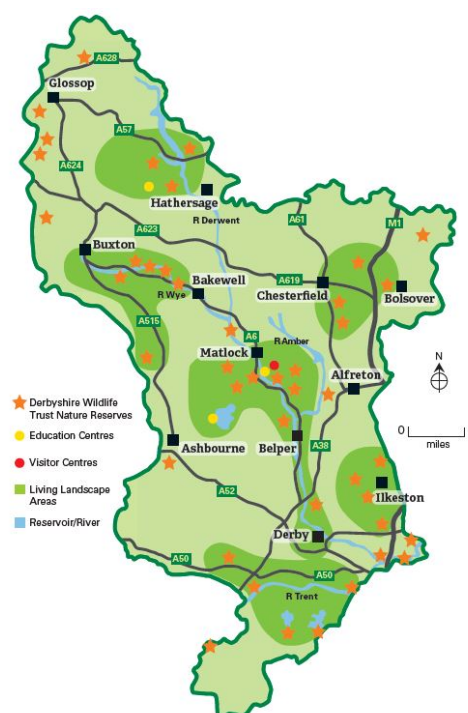 A628
Glossop
A57
A624
Hathersage
R Derwent
A623
A61
M1
Buxton
Bakewell
A619
R Wye
Chesterfield
Bolsover
A515
A6
R Amber
Matlock
N
Alfreton
Derbyshire Wildlife
Trust Nature Reserves
Education Centres
Visitor Centres
Living Landscape
Areas
Reservoir/River
0
miles
Belper
A38
Ashbourne
A52
Ilkeston
Derby
A50
A50
R Trent